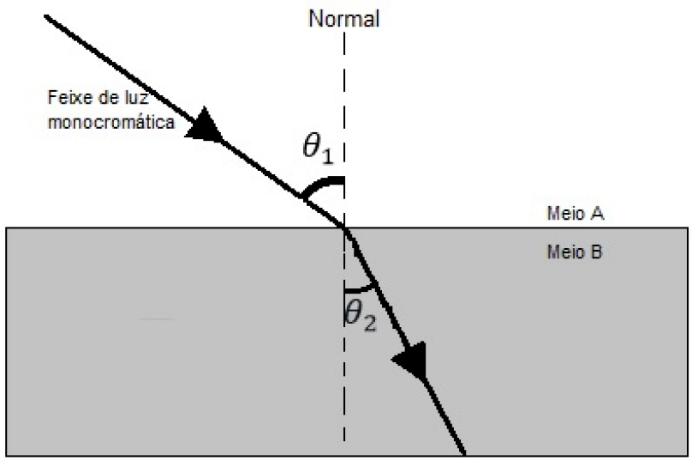 Normal
Feixe de luz
monocromática
θ₁
Meio A
Meio B
θ₂